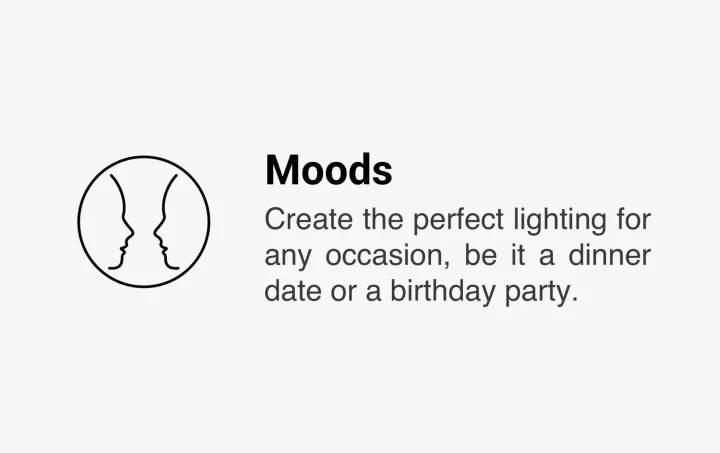 Moods
Create the perfect lighting for
any occasion, be it a dinner
date or a birthday party.